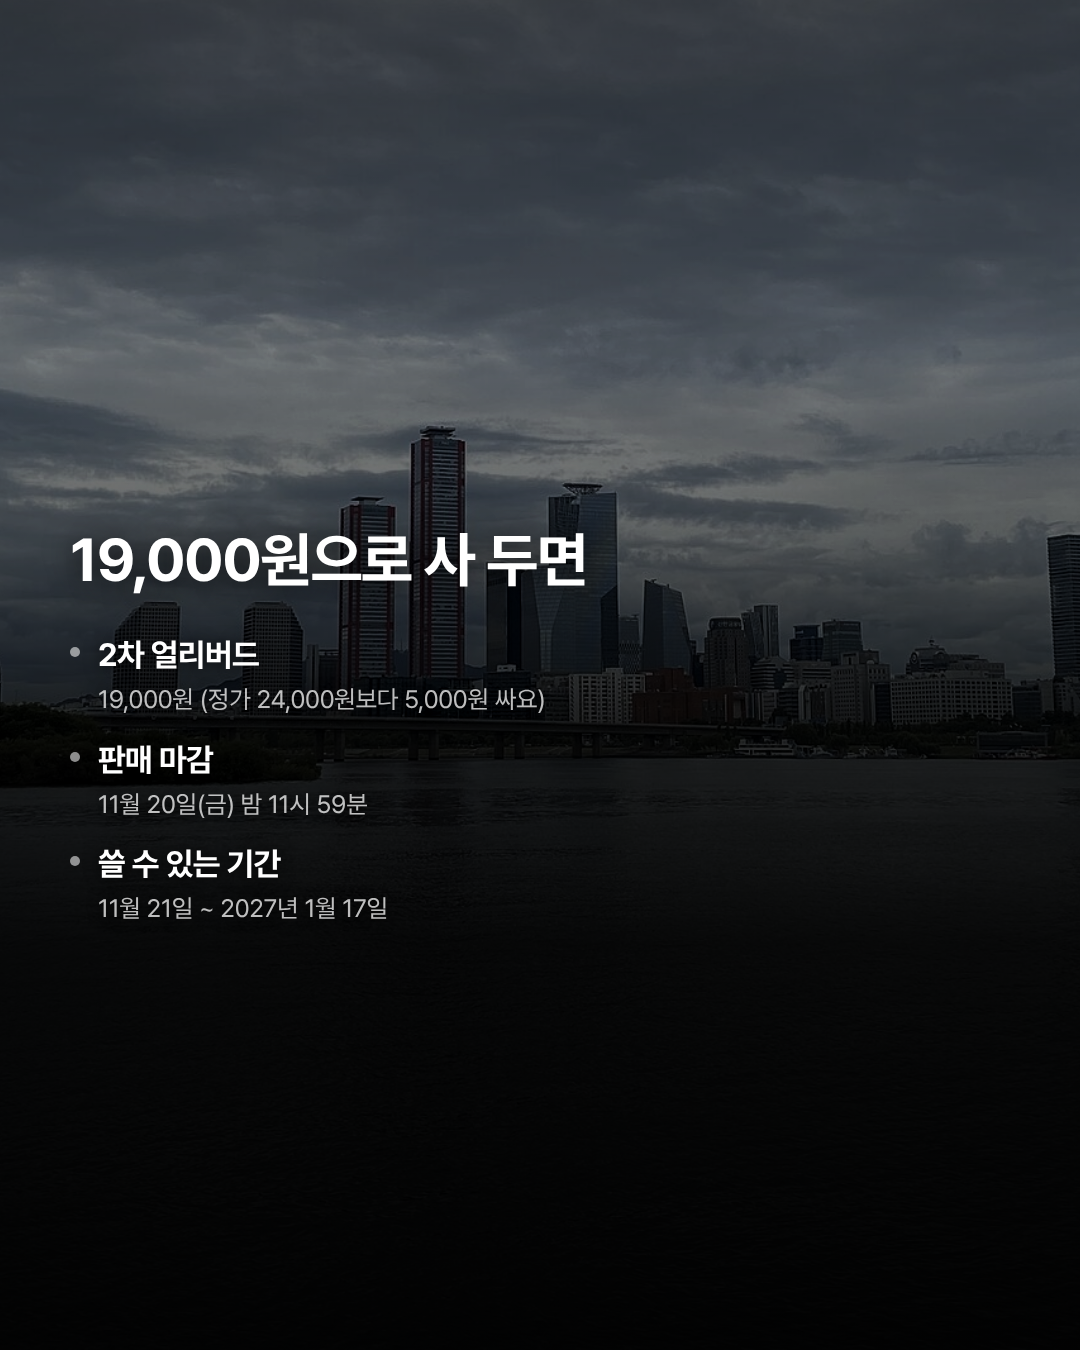 19,000원으로 사 두면
2차 얼리버드
19,000원 (정가 24,000원보다 5,000원 싸요)
판매 마감
11월 20일(금) 밤 11시 59분
쓸 수 있는 기간
11월 21일 ~ 2027년 1월 17일